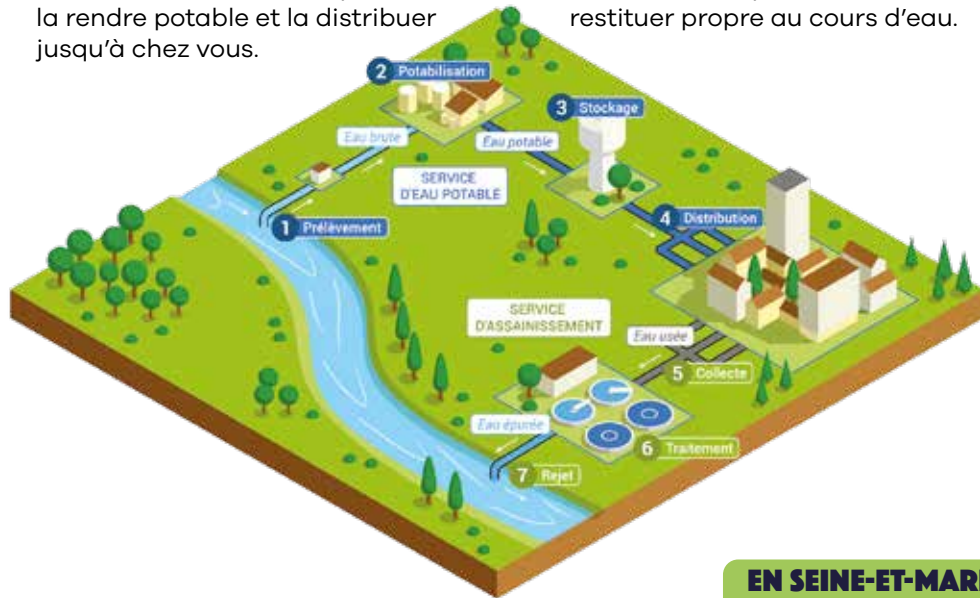 la rendre potable et la distribuer
jusqu'à chez vous.
restituer propre au cours d'eau.
2 Potabilisation
3 Stockage
Eau brute
Eau potable
SERVICE
D'EAU POTABLE
1 Prélèvement
4 Distribution
SERVICE
D'ASSAINISSEMENT
Eau usée
5 Collecte
Eau épurée
6 Traitement
7 Rejet
EN SEINE-ET-MAR